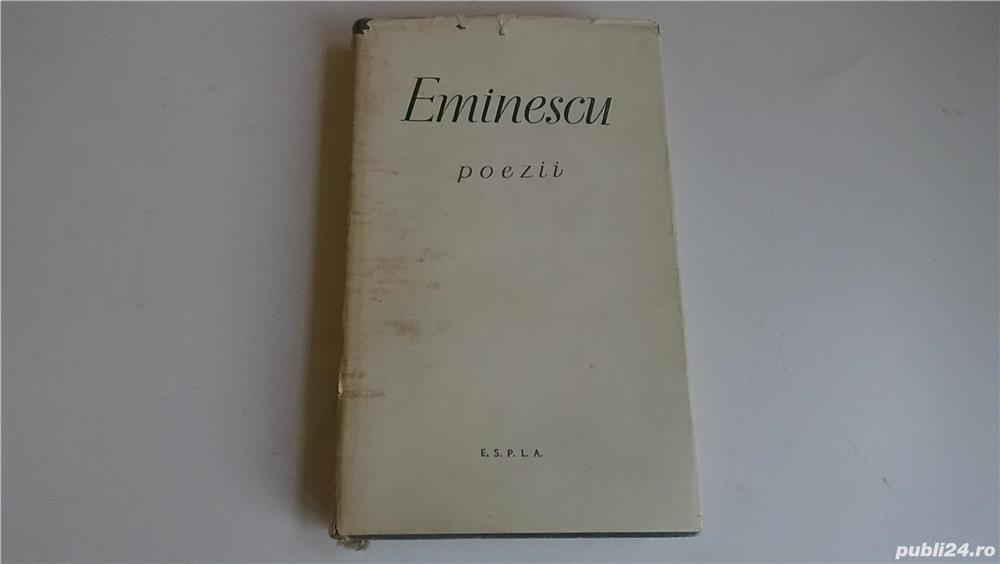 Eminescu
poezii
E. S. P. L. A.
publi24.ro